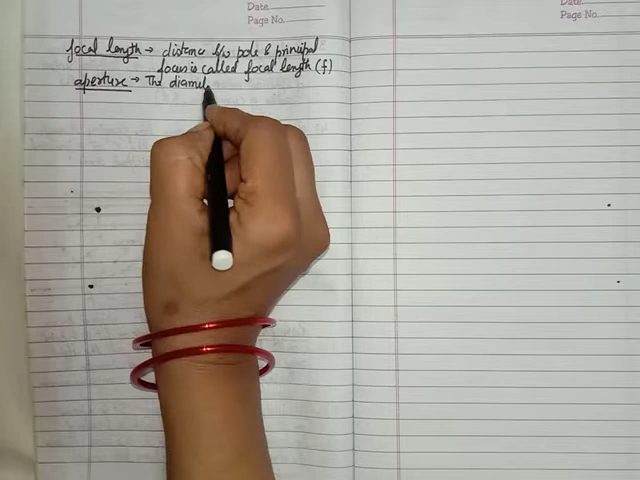 Date
Page No.
Date
Page No.
focal length → distance b/w pole & principal
focus is called focal length (f)
aperture → The diamet